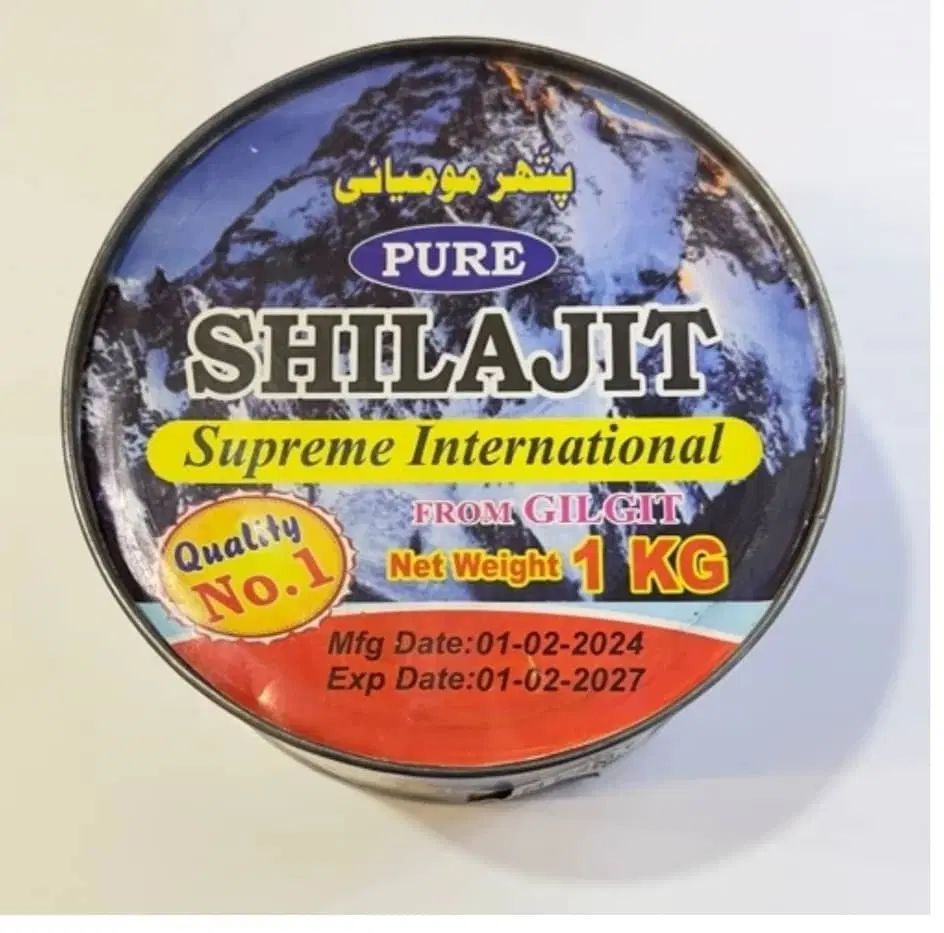 پتھر مومیائی
PURE
SHILAJIT
Supreme International
FROM GILGIT
Net Weight 1 KG
Quality
No.1
Mfg Date:01-02-2024
Exp Date:01-02-2027